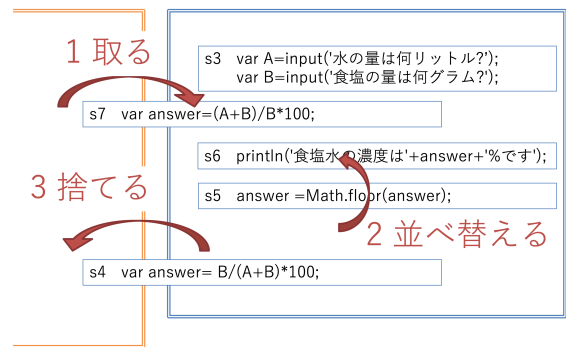 1 取る
s3 var A=input('水の量は何リットル?');
var B=input('食塩の量は何グラム?');
s7 var answer=(A+B)/B*100;
s6 println('食塩水の濃度は'+answer+'%です');
3 捨てる
s5 answer =Math.floor(answer);
2 並べ替える
s4 var answer= B/(A+B)*100;